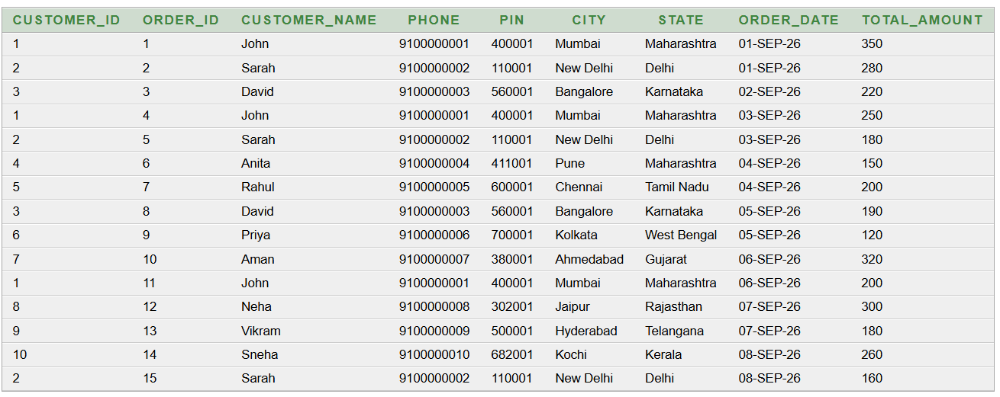 CUSTOMER_ID ORDER_ID CUSTOMER_NAME PHONE PIN CITY STATE ORDER_DATE TOTAL_AMOUNT
1 1 John 9100000001 400001 Mumbai Maharashtra 01-SEP-26 350
2 2 Sarah 9100000002 110001 New Delhi Delhi 01-SEP-26 280
3 3 David 9100000003 560001 Bangalore Karnataka 02-SEP-26 220
1 4 John 9100000001 400001 Mumbai Maharashtra 03-SEP-26 250
2 5 Sarah 9100000002 110001 New Delhi Delhi 03-SEP-26 180
4 6 Anita 9100000004 411001 Pune Maharashtra 04-SEP-26 150
5 7 Rahul 9100000005 600001 Chennai Tamil Nadu 04-SEP-26 200
3 8 David 9100000003 560001 Bangalore Karnataka 05-SEP-26 190
6 9 Priya 9100000006 700001 Kolkata West Bengal 05-SEP-26 120
7 10 Aman 9100000007 380001 Ahmedabad Gujarat 06-SEP-26 320
1 11 John 9100000001 400001 Mumbai Maharashtra 06-SEP-26 200
8 12 Neha 9100000008 302001 Jaipur Rajasthan 07-SEP-26 300
9 13 Vikram 9100000009 500001 Hyderabad Telangana 07-SEP-26 180
10 14 Sneha 9100000010 682001 Kochi Kerala 08-SEP-26 260
2 15 Sarah 9100000002 110001 New Delhi Delhi 08-SEP-26 160